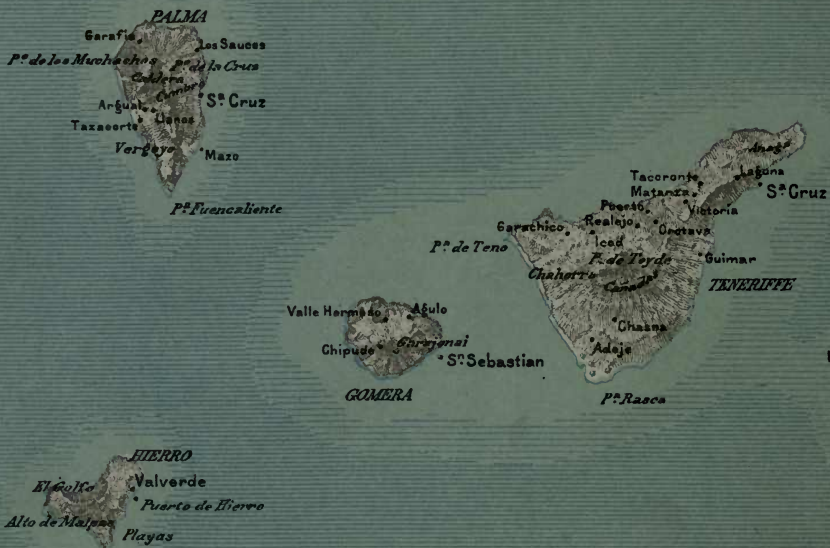 PALMA
Garafia
Los Sauces
Pº de los Muchachos
Pº de la Cruz
Caldera
Cumbre
Sª Cruz
Argual
Llanos
Taxacorte
Mazo
Pª Fuencaliente
Anaga
Tacoronte
Laguna
Matanza
Sª Cruz
Puerto
Victoria
Garachico
Realejo
Orotava
Icod
Pª de Teno
P. de Teyde
Guimar
Chahorra
Cañadas
TENERIFFE
Valle Hermoso
Agulo
Chasna
Chipude
Garajonai
Sⁿ Sebastian
Adeje
GOMERA
Pª Rasca
HIERRO
El Golfo
Valverde
Puerto de Hierro
Alto de Malpaso
Playas